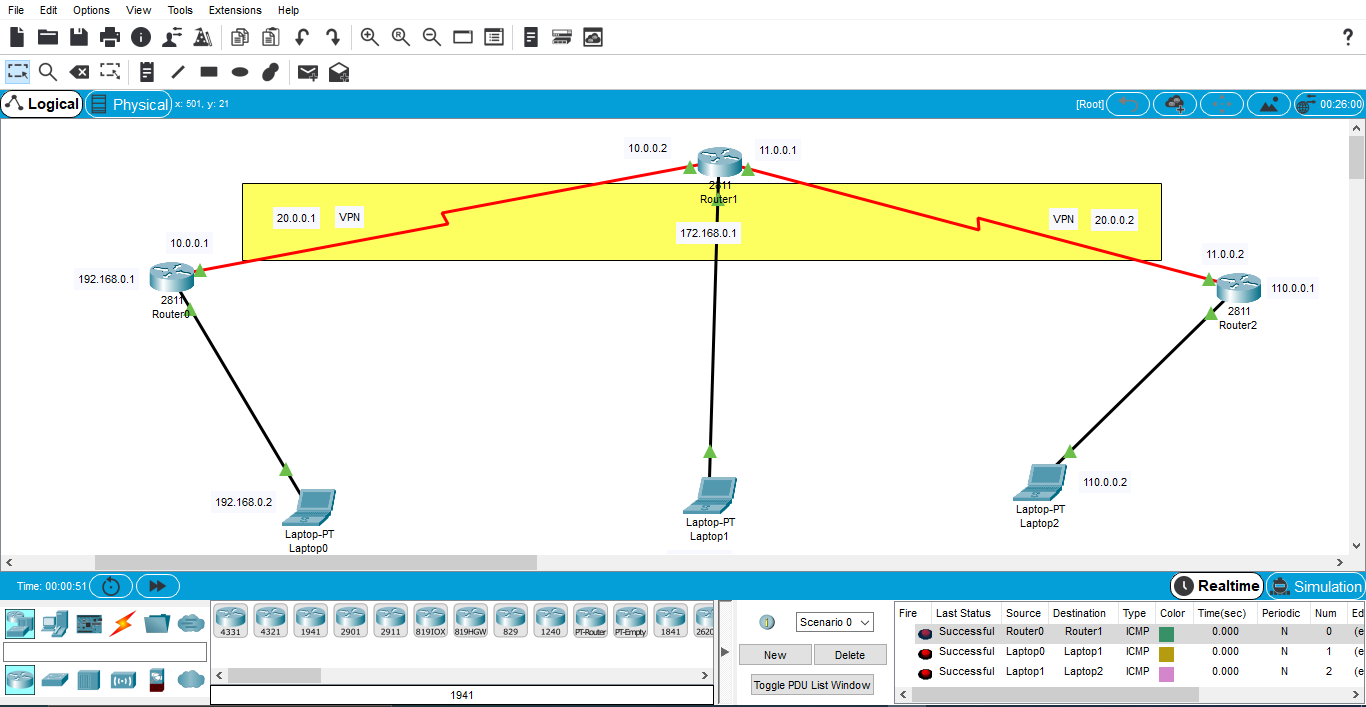 File Edit Options View Tools Extensions Help
?
Logical Physical x: 501, y: 21 [Root] 00:26:00
10.0.0.2 11.0.0.1
2811
Router1
20.0.0.1 VPN 172.168.0.1 VPN 20.0.0.2
10.0.0.1 11.0.0.2
192.168.0.1 110.0.0.1
2811
Router0
2811
Router2
192.168.0.2 110.0.0.2
Laptop-PT
Laptop0
Laptop-PT
Laptop1
Laptop-PT
Laptop2
Time: 00:00:51 Realtime Simulation
4331 4321 1941 2901 2911 819IOX 819HGW 829 1240 PT-Router PT-Empty 1841 2620
1941
Scenario 0
New Delete
Toggle PDU List Window
Fire Last Status Source Destination Type Color Time(sec) Periodic Num Ed
Successful Router0 Router1 ICMP 0.000 N 0 (e
Successful Laptop0 Laptop1 ICMP 0.000 N 1 (e
Successful Laptop1 Laptop2 ICMP 0.000 N 2 (e